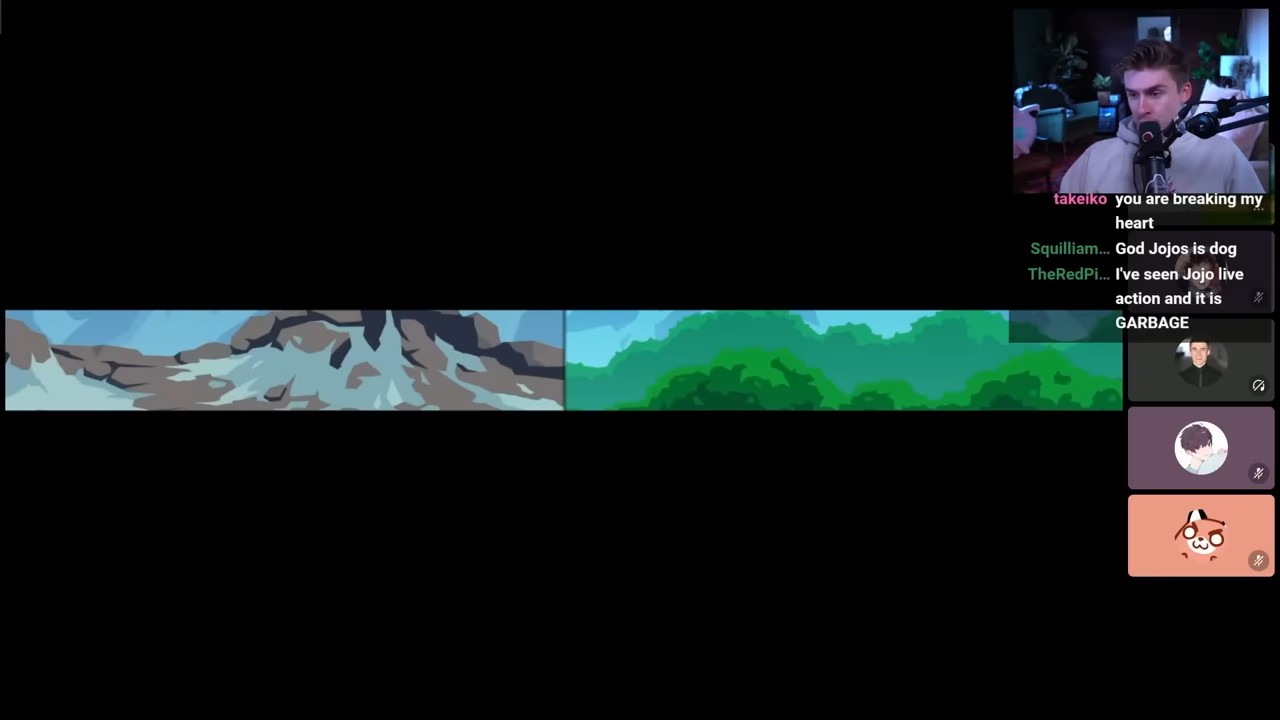 takeiko you are breaking my
heart
Squilliam... God Jojos is dog
TheRedPi... I've seen Jojo live
action and it is
GARBAGE